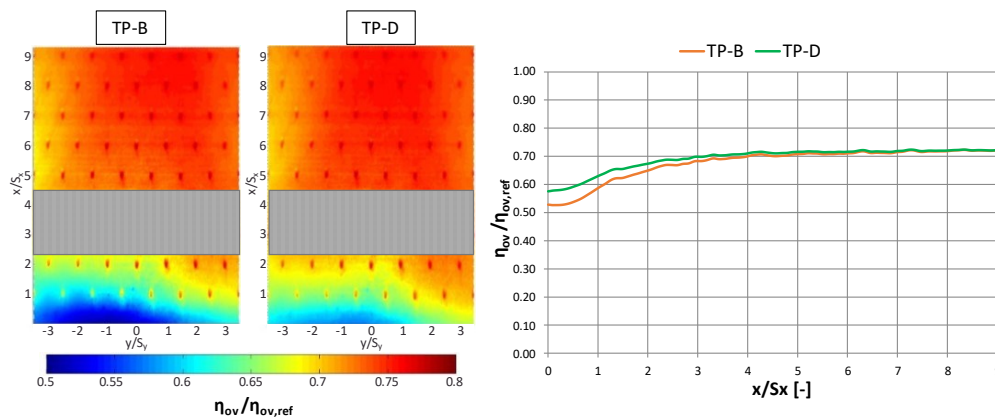 TP-B
TP-D
9
8
7
6
5
4
3
2
1
x/Sx
-3 -2 -1 0 1 2 3
y/Sy
9
8
7
6
5
4
3
2
1
x/Sx
-3 -2 -1 0 1 2 3
y/Sy
0.5 0.55 0.6 0.65 0.7 0.75 0.8
ηov/ηov,ref
TP-B TP-D
1.00
0.90
0.80
0.70
0.60
0.50
0.40
0.30
0.20
0.10
0.00
ηov/ηov,ref
0 1 2 3 4 5 6 7 8 9
x/Sx [-]